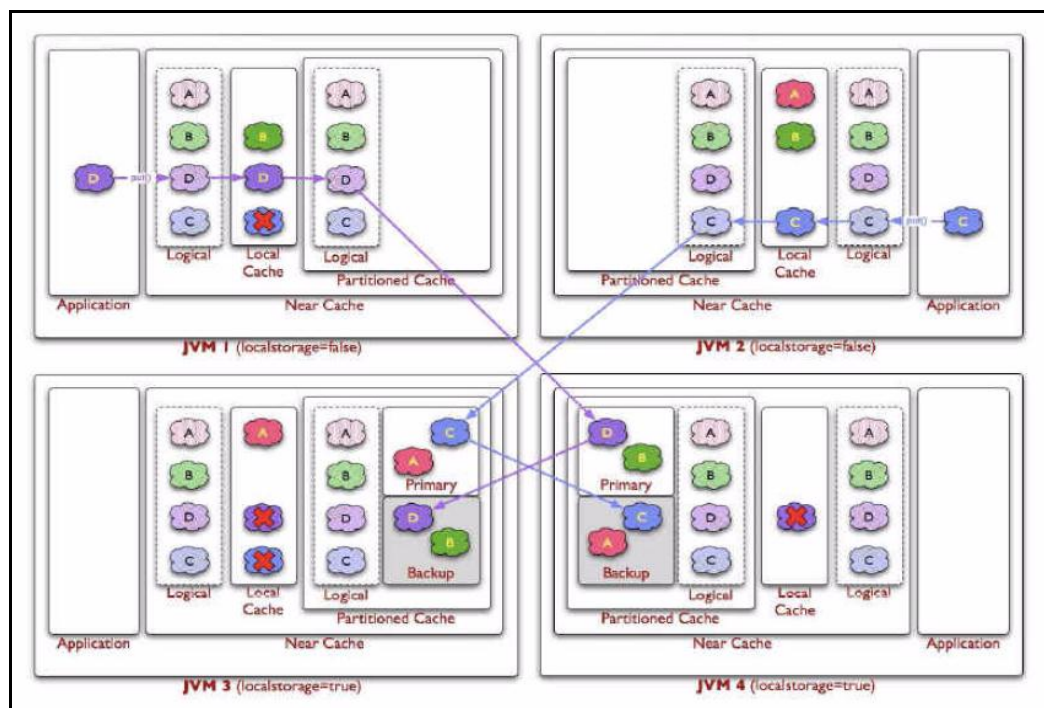 A A
B B B
D put() D D D
C C
Logical Local Cache Logical
Partitioned Cache
Application Near Cache
JVM 1 (localstorage=false)
A A A
B B B
D D
C C C put() C
Logical Local Cache Logical
Partitioned Cache
Near Cache Application
JVM 2 (localstorage=false)
A A A C
A
B B Primary
D D D
B
C C Backup
Logical Local Cache Logical
Partitioned Cache
Application Near Cache
JVM 3 (localstorage=true)
D A A
B
Primary B B
C D D
A
Backup C C
Logical Local Cache Logical
Partitioned Cache
Near Cache Application
JVM 4 (localstorage=true)